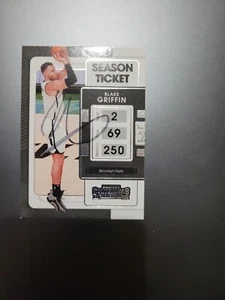 SEASON
TICKET
BLAKE
GRIFFIN
2
69
250
Brooklyn Nets